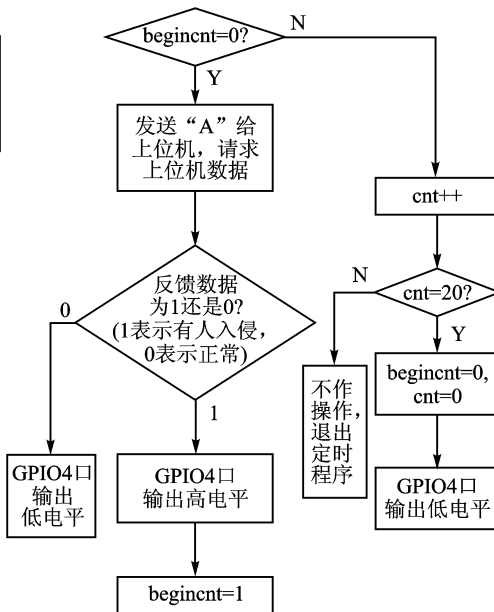 begincnt=0?
N
Y
发送“A”给
上位机，请求
上位机数据
cnt++
反馈数据
为1还是0?
(1表示有人入侵，
0表示正常)
0
1
N
cnt=20?
Y
不作
操作，
退出
定时
程序
begincnt=0,
cnt=0
GPIO4口
输出
低电平
GPIO4口
输出高电平
GPIO4口
输出低电平
begincnt=1